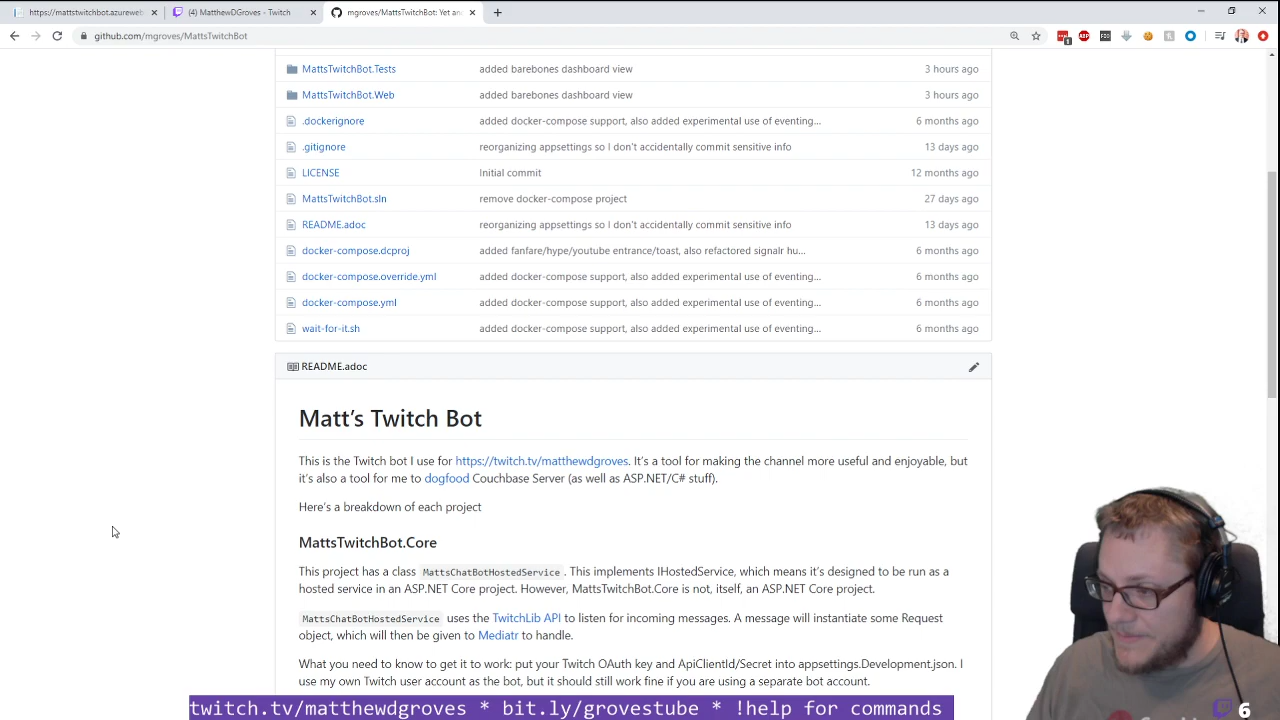 https://mattstwitchbot.azureweb
(4) MatthewDGroves - Twitch
mgroves/MattsTwitchBot: Yet an
github.com/mgroves/MattsTwitchBot
MattsTwitchBot.Tests added barebones dashboard view 3 hours ago
MattsTwitchBot.Web added barebones dashboard view 3 hours ago
.dockerignore added docker-compose support, also added experimental use of eventing... 6 months ago
.gitignore reorganizing appsettings so I don't accidentally commit sensitive info 13 days ago
LICENSE Initial commit 12 months ago
MattsTwitchBot.sln remove docker-compose project 27 days ago
README.adoc reorganizing appsettings so I don't accidentally commit sensitive info 13 days ago
docker-compose.dcproj added fanfare/hype/youtube entrance/toast, also refactored signalr hu... 6 months ago
docker-compose.override.yml added docker-compose support, also added experimental use of eventing... 6 months ago
docker-compose.yml added docker-compose support, also added experimental use of eventing... 6 months ago
wait-for-it.sh added docker-compose support, also added experimental use of eventing... 6 months ago
README.adoc
Matt's Twitch Bot
This is the Twitch bot I use for https://twitch.tv/matthewdgroves. It's a tool for making the channel more useful and enjoyable, but
it's also a tool for me to dogfood Couchbase Server (as well as ASP.NET/C# stuff).
Here's a breakdown of each project
MattsTwitchBot.Core
This project has a class MattsChatBotHostedService. This implements IHostedService, which means it's designed to be run as a
hosted service in an ASP.NET Core project. However, MattsTwitchBot.Core is not, itself, an ASP.NET Core project.
MattsChatBotHostedService uses the TwitchLib API to listen for incoming messages. A message will instantiate some Request
object, which will then be given to Mediatr to handle.
What you need to know to get it to work: put your Twitch OAuth key and ApiClientId/Secret into appsettings.Development.json. I
use my own Twitch user account as the bot, but it should still work fine if you are using a separate bot account.
twitch.tv/matthewdgroves * bit.ly/grovestube * !help for commands
6